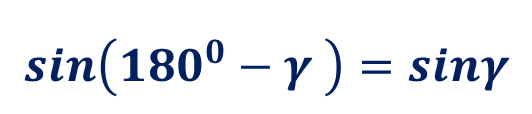 sin(180⁰ − γ ) = sinγ